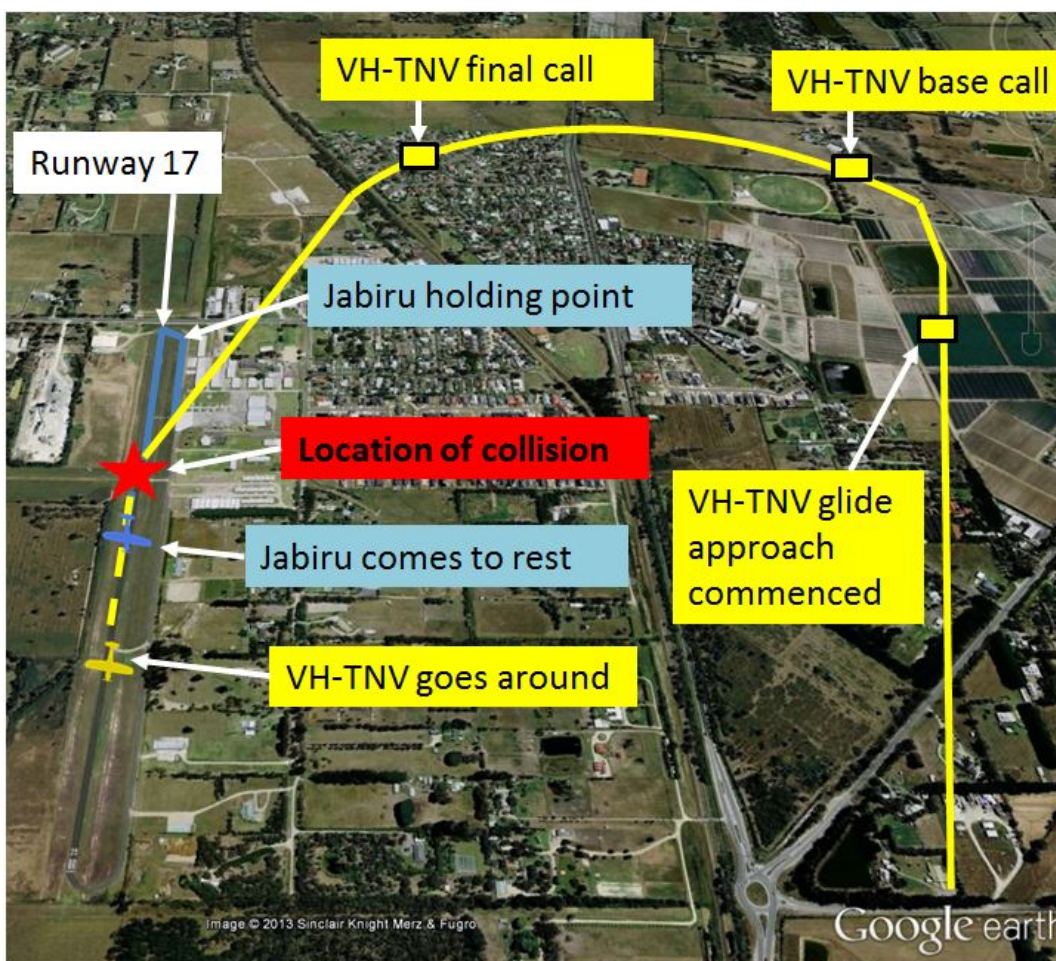 VH-TNV final call
VH-TNV base call
Runway 17
Jabiru holding point
Location of collision
VH-TNV glide
approach
commenced
Jabiru comes to rest
VH-TNV goes around
Image © 2013 Sinclair Knight Merz & Fugro
Google earth